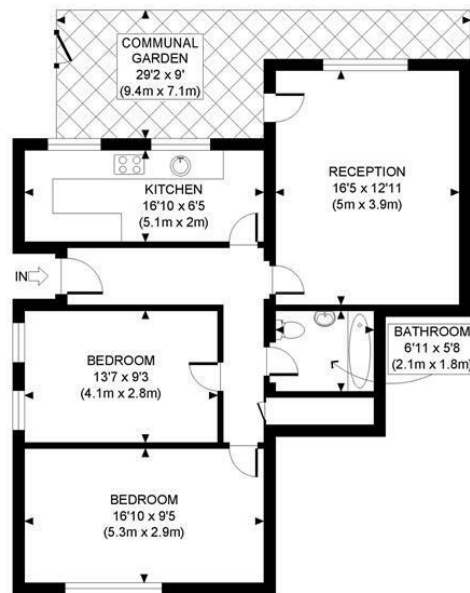 COMMUNAL
GARDEN
29'2 x 9'
(9.4m x 7.1m)
RECEPTION
16'5 x 12'11
(5m x 3.9m)
KITCHEN
16'10 x 6'5
(5.1m x 2m)
IN
BEDROOM
13'7 x 9'3
(4.1m x 2.8m)
BATHROOM
6'11 x 5'8
(2.1m x 1.8m)
BEDROOM
16'10 x 9'5
(5.3m x 2.9m)